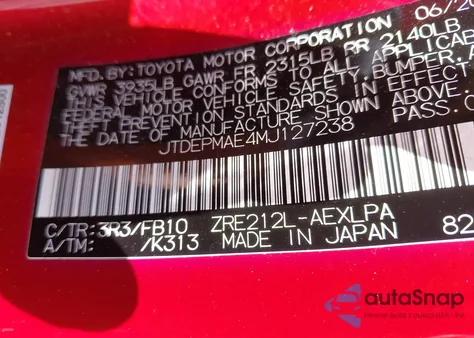 MFD.BY:TOYOTA MOTOR CORPORATION 06/20
GVWR 3935LB GAWR FR 2315LB RR 2140LB
THIS VEHICLE CONFORMS TO ALL APPLICAB
FEDERAL MOTOR VEHICLE SAFETY, BUMPER, A
THEFT PREVENTION STANDARDS IN EFFECT
THE DATE OF MANUFACTURE SHOWN ABOVE.
JTDEPMAE4MJ127238 PASS.C
C/TR:3R3/FB10 ZRE212L-AEXLPA
A/TM: /K313 MADE IN JAPAN 82
autoSnap